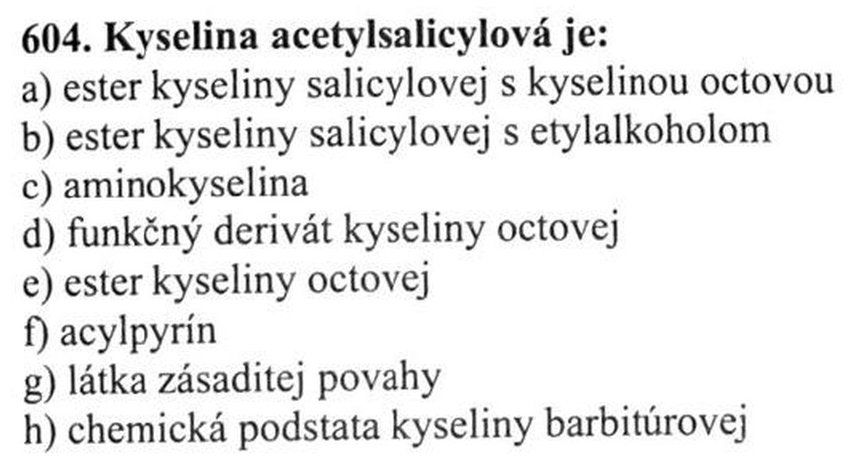 604. Kyselina acetylsalicylová je:
a) ester kyseliny salicylovej s kyselinou octovou
b) ester kyseliny salicylovej s etylalkoholom
c) aminokyselina
d) funkčný derivát kyseliny octovej
e) ester kyseliny octovej
f) acylpyrín
g) látka zásaditej povahy
h) chemická podstata kyseliny barbitúrovej